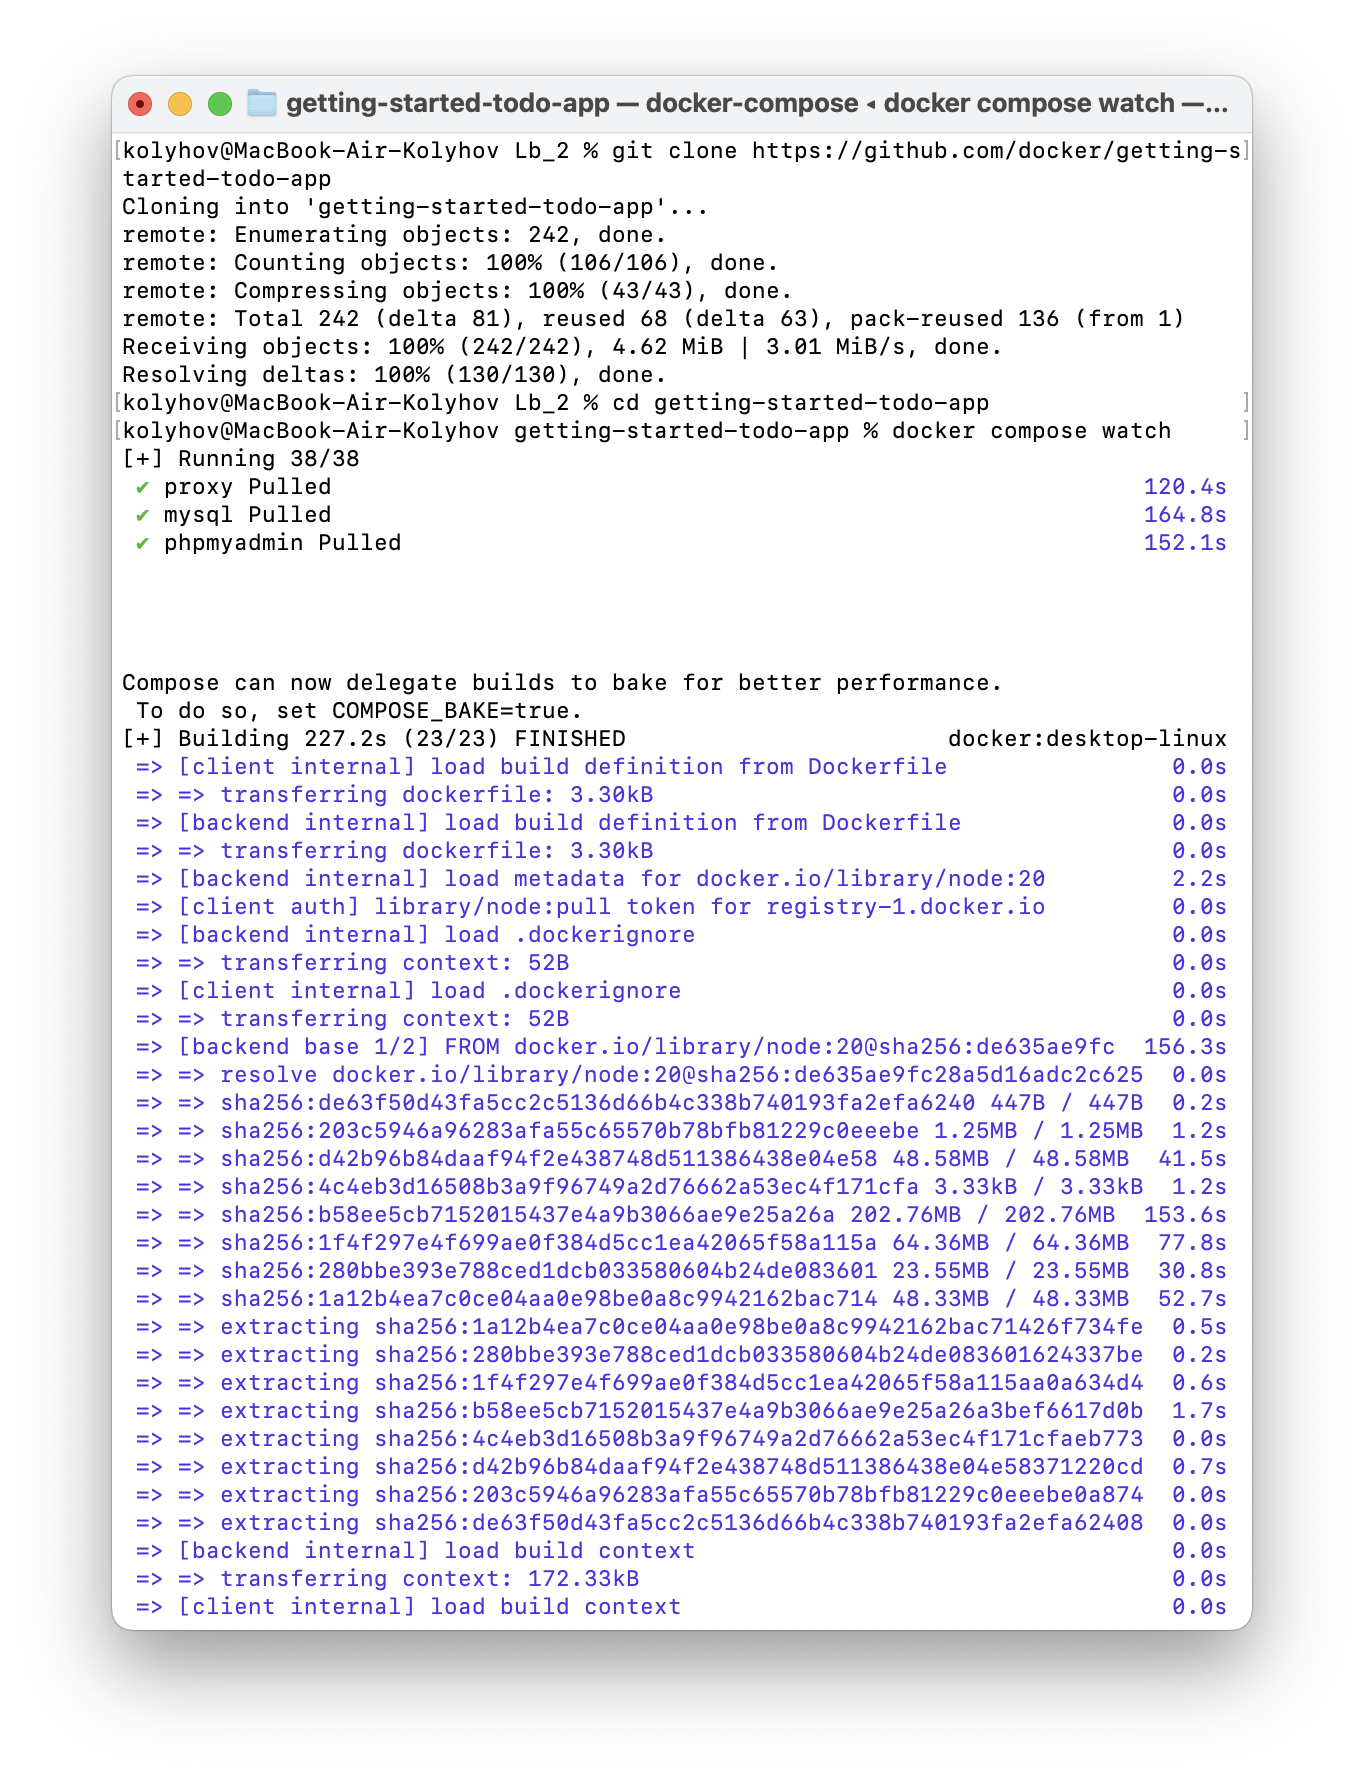 getting-started-todo-app — docker-compose ◂ docker compose watch —...
[kolyhov@MacBook-Air-Kolyhov Lb_2 % git clone https://github.com/docker/getting-s]
tarted-todo-app
Cloning into 'getting-started-todo-app'...
remote: Enumerating objects: 242, done.
remote: Counting objects: 100% (106/106), done.
remote: Compressing objects: 100% (43/43), done.
remote: Total 242 (delta 81), reused 68 (delta 63), pack-reused 136 (from 1)
Receiving objects: 100% (242/242), 4.62 MiB | 3.01 MiB/s, done.
Resolving deltas: 100% (130/130), done.
[kolyhov@MacBook-Air-Kolyhov Lb_2 % cd getting-started-todo-app ]
[kolyhov@MacBook-Air-Kolyhov getting-started-todo-app % docker compose watch ]
[+] Running 38/38
✔ proxy Pulled 120.4s
✔ mysql Pulled 164.8s
✔ phpmyadmin Pulled 152.1s
Compose can now delegate builds to bake for better performance.
To do so, set COMPOSE_BAKE=true.
[+] Building 227.2s (23/23) FINISHED docker:desktop-linux
=> [client internal] load build definition from Dockerfile 0.0s
=> => transferring dockerfile: 3.30kB 0.0s
=> [backend internal] load build definition from Dockerfile 0.0s
=> => transferring dockerfile: 3.30kB 0.0s
=> [backend internal] load metadata for docker.io/library/node:20 2.2s
=> [client auth] library/node:pull token for registry-1.docker.io 0.0s
=> [backend internal] load .dockerignore 0.0s
=> => transferring context: 52B 0.0s
=> [client internal] load .dockerignore 0.0s
=> => transferring context: 52B 0.0s
=> [backend base 1/2] FROM docker.io/library/node:20@sha256:de635ae9fc 156.3s
=> => resolve docker.io/library/node:20@sha256:de635ae9fc28a5d16adc2c625 0.0s
=> => sha256:de63f50d43fa5cc2c5136d66b4c338b740193fa2efa6240 447B / 447B 0.2s
=> => sha256:203c5946a96283afa55c65570b78bfb81229c0eeebe 1.25MB / 1.25MB 1.2s
=> => sha256:d42b96b84daaf94f2e438748d511386438e04e58 48.58MB / 48.58MB 41.5s
=> => sha256:4c4eb3d16508b3a9f96749a2d76662a53ec4f171cfa 3.33kB / 3.33kB 1.2s
=> => sha256:b58ee5cb7152015437e4a9b3066ae9e25a26a 202.76MB / 202.76MB 153.6s
=> => sha256:1f4f297e4f699ae0f384d5cc1ea42065f58a115a 64.36MB / 64.36MB 77.8s
=> => sha256:280bbe393e788ced1dcb033580604b24de083601 23.55MB / 23.55MB 30.8s
=> => sha256:1a12b4ea7c0ce04aa0e98be0a8c9942162bac714 48.33MB / 48.33MB 52.7s
=> => extracting sha256:1a12b4ea7c0ce04aa0e98be0a8c9942162bac71426f734fe 0.5s
=> => extracting sha256:280bbe393e788ced1dcb033580604b24de083601624337be 0.2s
=> => extracting sha256:1f4f297e4f699ae0f384d5cc1ea42065f58a115aa0a634d4 0.6s
=> => extracting sha256:b58ee5cb7152015437e4a9b3066ae9e25a26a3bef6617d0b 1.7s
=> => extracting sha256:4c4eb3d16508b3a9f96749a2d76662a53ec4f171cfaeb773 0.0s
=> => extracting sha256:d42b96b84daaf94f2e438748d511386438e04e58371220cd 0.7s
=> => extracting sha256:203c5946a96283afa55c65570b78bfb81229c0eeebe0a874 0.0s
=> => extracting sha256:de63f50d43fa5cc2c5136d66b4c338b740193fa2efa62408 0.0s
=> [backend internal] load build context 0.0s
=> => transferring context: 172.33kB 0.0s
=> [client internal] load build context 0.0s